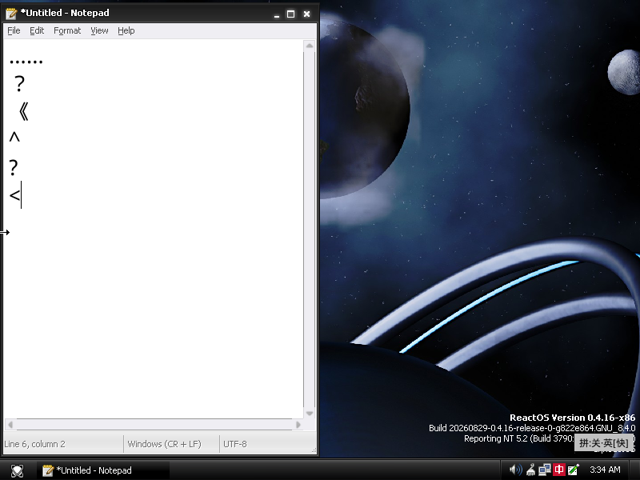 *Untitled - Notepad
File Edit Format View Help
……
？
《
^
?
<
Line 6, column 2 Windows (CR + LF) UTF-8
ReactOS Version 0.4.16-x86
Build 20260829-0.4.16-release-0-g822e864.GNU_8.4.0
Reporting NT 5.2 (Build 3790:
拼:关·英[快]
*Untitled - Notepad
中
3:34 AM